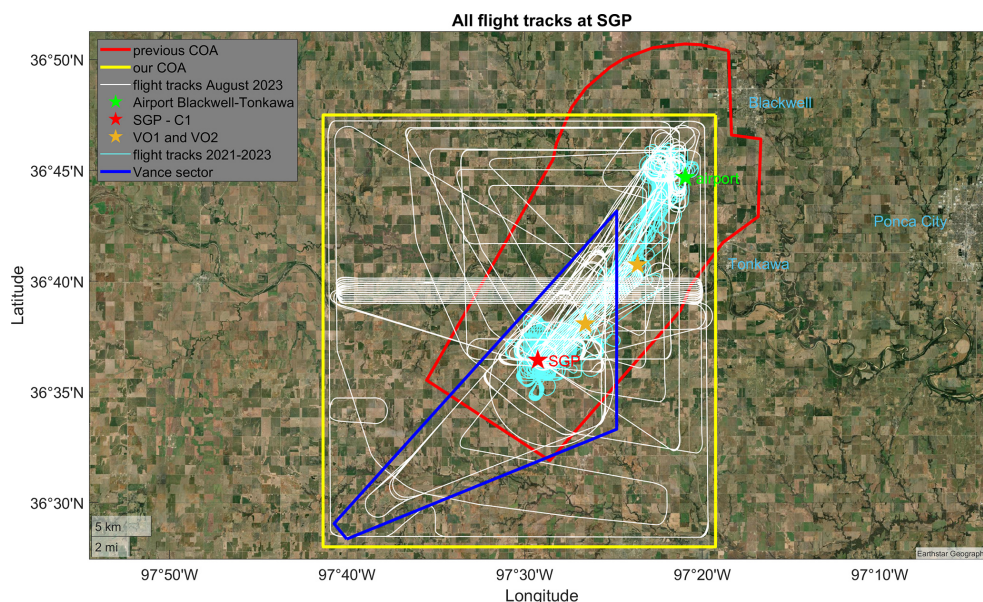 All flight tracks at SGP
previous COA
our COA
flight tracks August 2023
Airport Blackwell-Tonkawa
SGP - C1
VO1 and VO2
flight tracks 2021-2023
Vance sector
36°50'N
36°45'N
36°40'N
36°35'N
36°30'N
Latitude
Blackwell
airport
Ponca City
Tonkawa
SGP
5 km
2 mi
Earthstar Geograph
97°50'W
97°40'W
97°30'W
97°20'W
97°10'W
Longitude